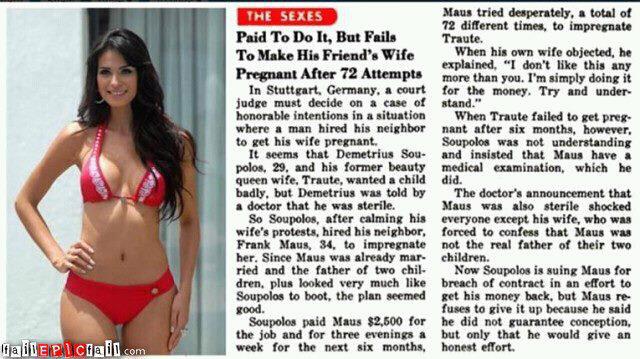 THE SEXES
Paid To Do It, But Fails
To Make His Friend's Wife
Pregnant After 72 Attempts
In Stuttgart, Germany, a court
judge must decide on a case of
honorable intentions in a situation
where a man hired his neighbor
to get his wife pregnant.
It seems that Demetrius Sou-
polos, 29, and his former beauty
queen wife, Traute, wanted a child
badly, but Demetrius was told by
a doctor that he was sterile.
So Soupolos, after calming his
wife's protests, hired his neighbor,
Frank Maus, 34, to impregnate
her. Since Maus was already mar-
ried and the father of two chil-
dren, plus looked very much like
Soupolos to boot, the plan seemed
good.
Soupolos paid Maus $2,500 for
the job and for three evenings a
week for the next six months,
Maus tried desperately, a total of
72 different times, to impregnate
Traute.
When his own wife objected, he
explained, "I don't like this any
more than you. I'm simply doing it
for the money. Try and under-
stand."
When Traute failed to get preg-
nant after six months, however,
Soupolos was not understanding
and insisted that Maus have a
medical examination, which he
did.
The doctor's announcement that
Maus was also sterile shocked
everyone except his wife, who was
forced to confess that Maus was
not the real father of their two
children.
Now Soupolos is suing Maus for
breach of contract in an effort to
get his money back, but Maus re-
fuses to give it up because he said
he did not guarantee conception,
but only that he would give an
honest effort.
failEPICfail.com